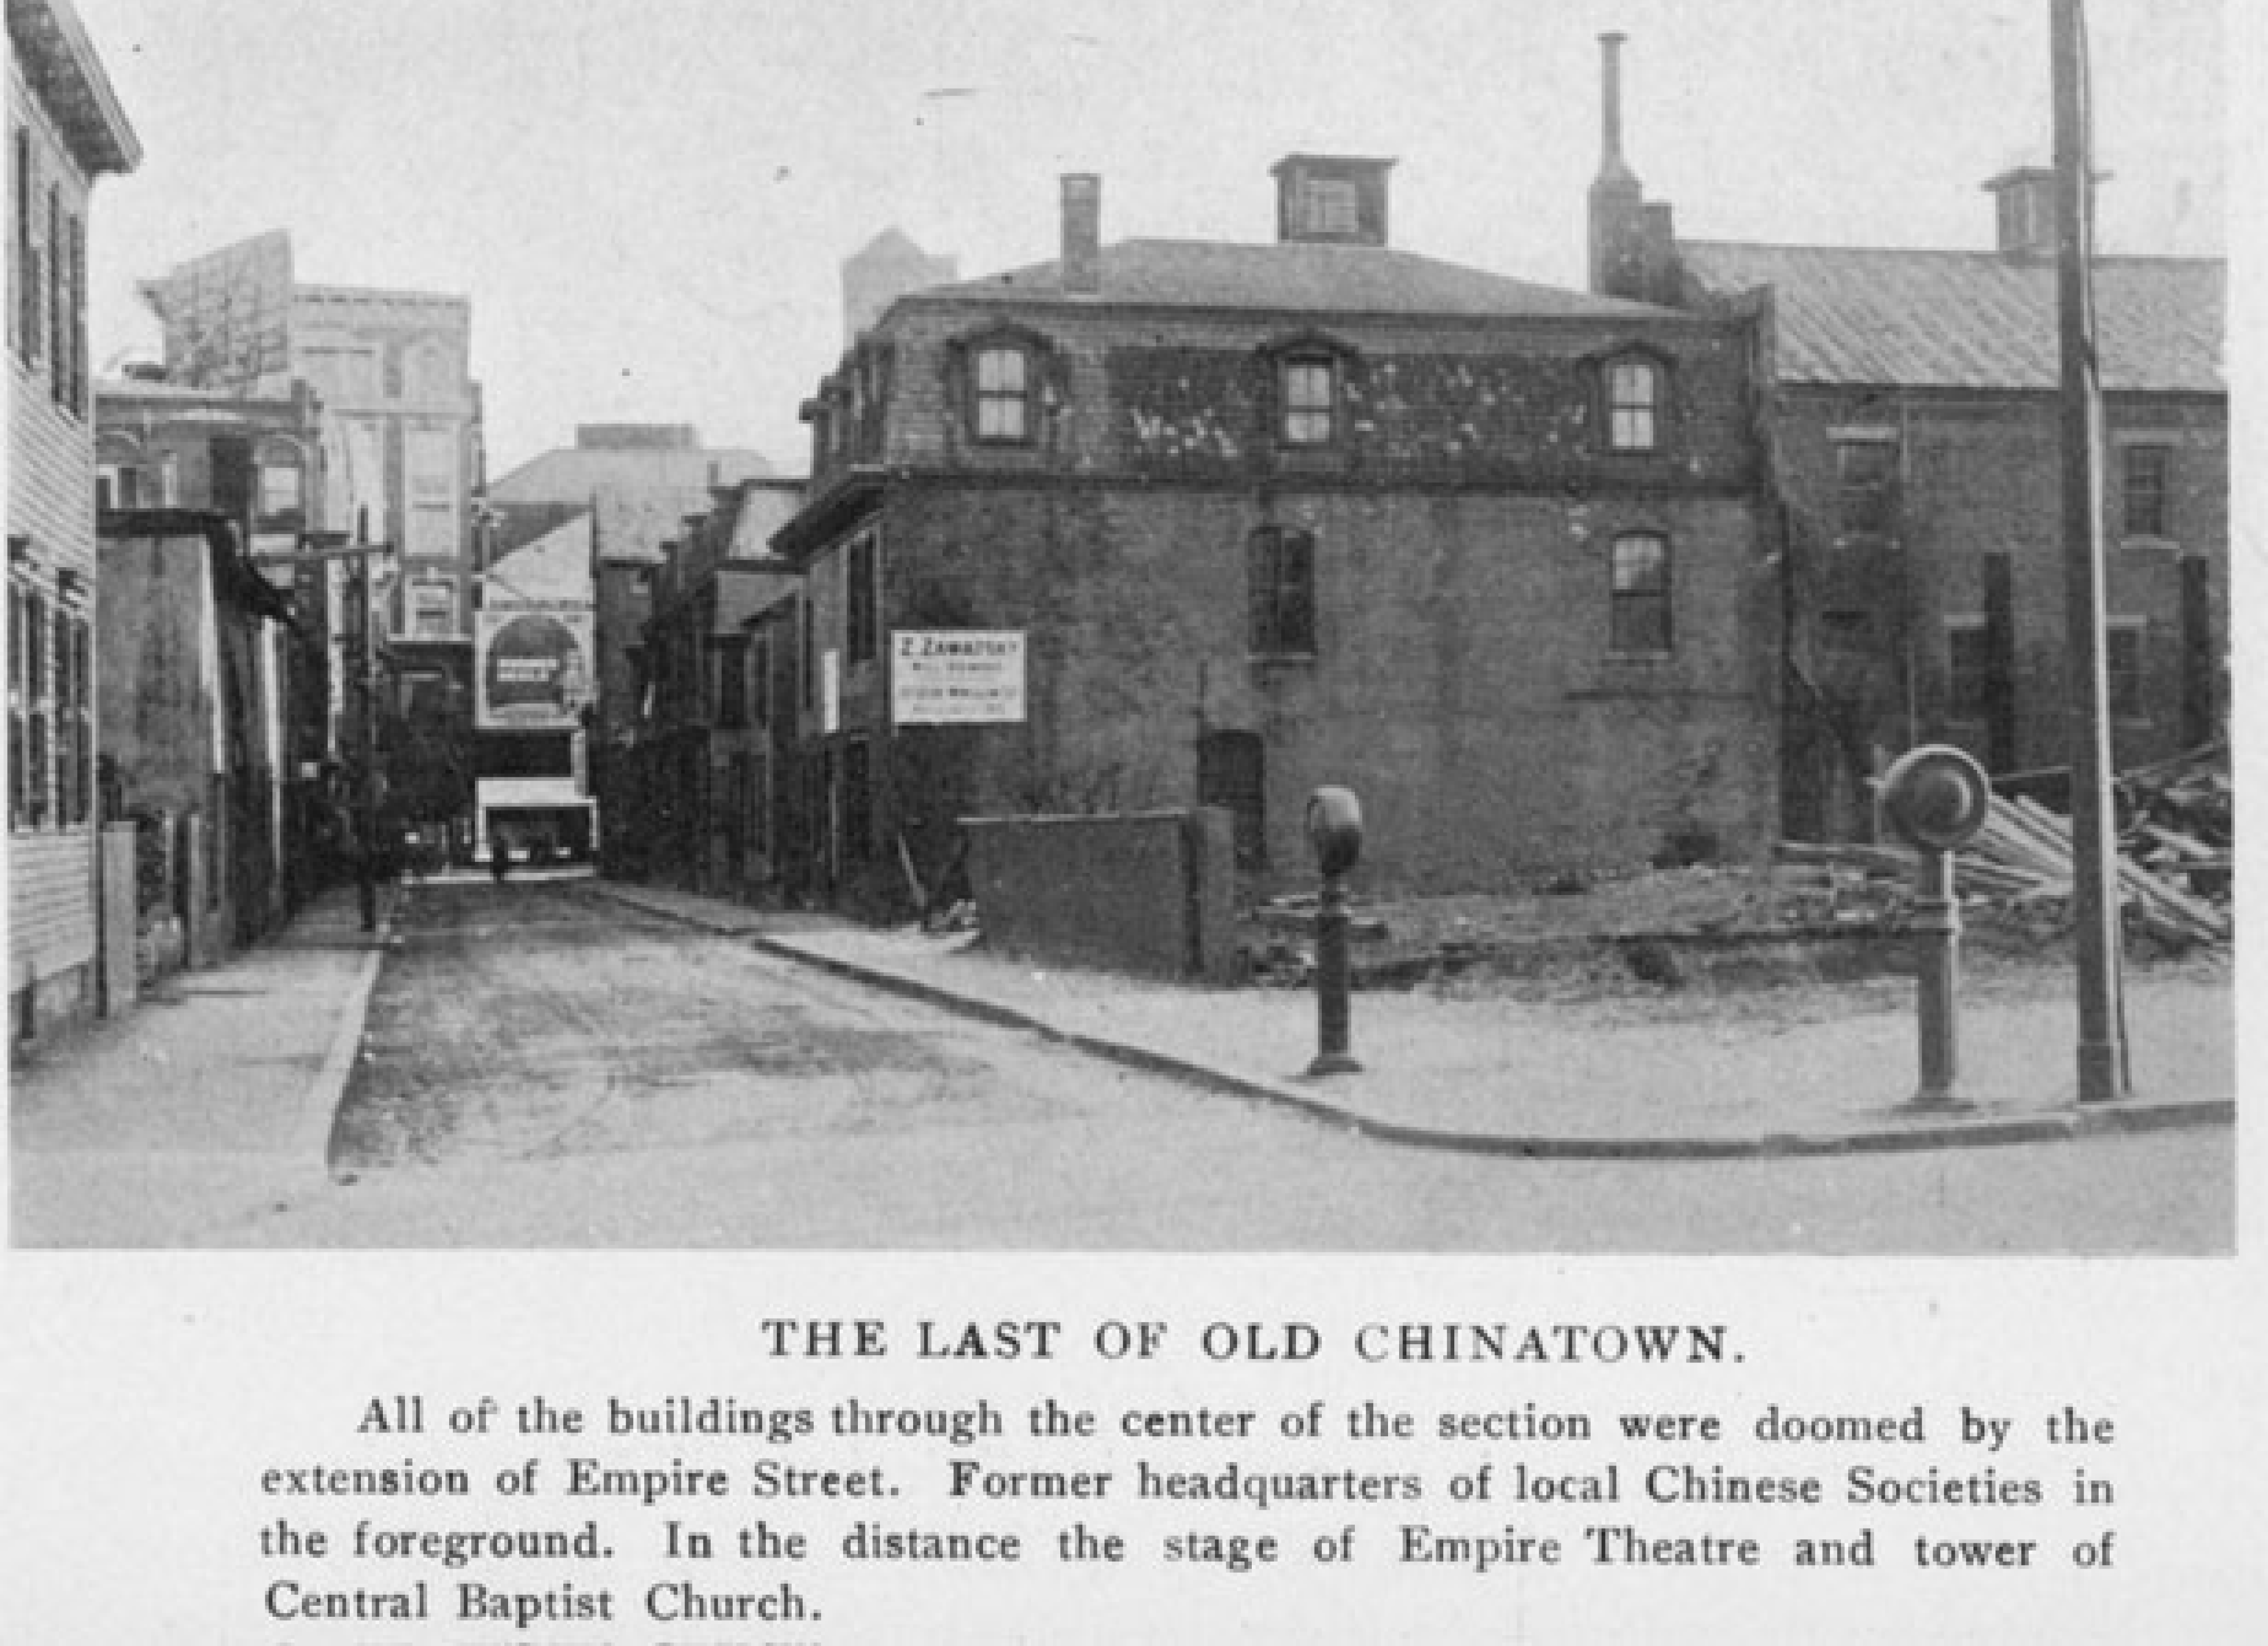 Z. ZAWATSKY
THE LAST OF OLD CHINATOWN.
All of the buildings through the center of the section were doomed by the
extension of Empire Street. Former headquarters of local Chinese Societies in
the foreground. In the distance the stage of Empire Theatre and tower of
Central Baptist Church.